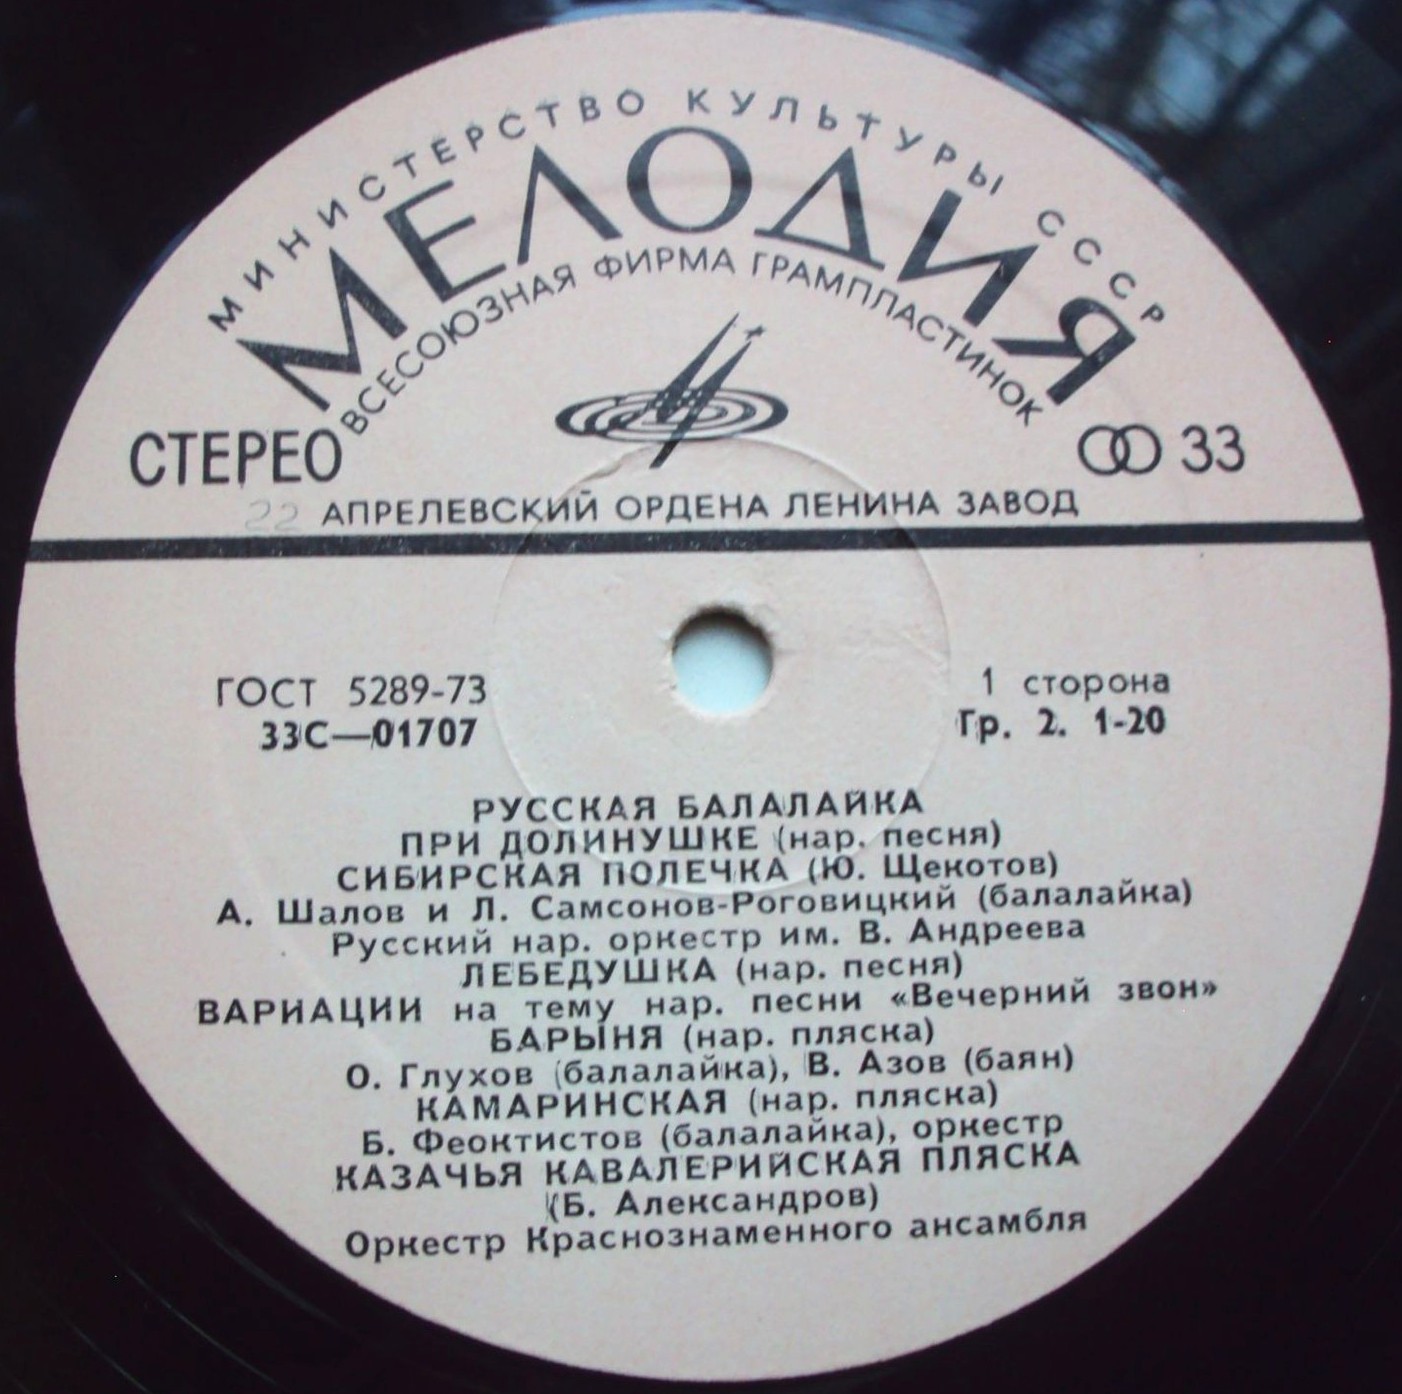 МИНИСТЕРСТВО КУЛЬТУРЫ СССР
МЕЛОДИЯ
ВСЕСОЮЗНАЯ ФИРМА ГРАМПЛАСТИНОК
СТЕРЕО
33
22
АПРЕЛЕВСКИЙ ОРДЕНА ЛЕНИНА ЗАВОД
ГОСТ 5289-73
1 сторона
33С—01707
Гр. 2. 1-20
РУССКАЯ БАЛАЛАЙКА
ПРИ ДОЛИНУШКЕ (нар. песня)
СИБИРСКАЯ ПОЛЕЧКА (Ю. Щекотов)
А. Шалов и Л. Самсонов-Роговицкий (балалайка)
Русский нар. оркестр им. В. Андреева
ЛЕБЕДУШКА (нар. песня)
ВАРИАЦИИ на тему нар. песни «Вечерний звон»
БАРЫНЯ (нар. пляска)
О. Глухов (балалайка), В. Азов (баян)
КАМАРИНСКАЯ (нар. пляска)
Б. Феоктистов (балалайка), оркестр
КАЗАЧЬЯ КАВАЛЕРИЙСКАЯ ПЛЯСКА
(Б. Александров)
Оркестр Краснознаменного ансамбля